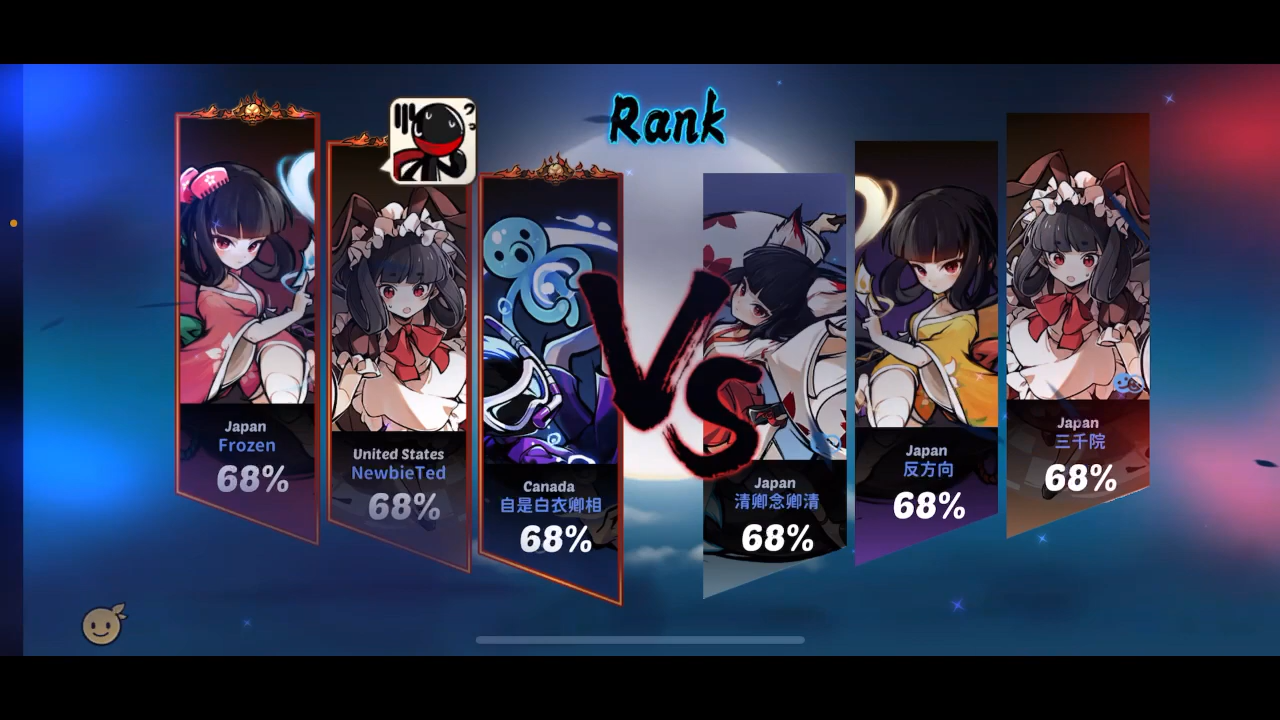 Rank
VS
Japan
Frozen
68%
United States
NewbieTed
68%
Canada
自是白衣卿相
68%
Japan
清卿念卿清
68%
Japan
反方向
68%
Japan
三千院
68%